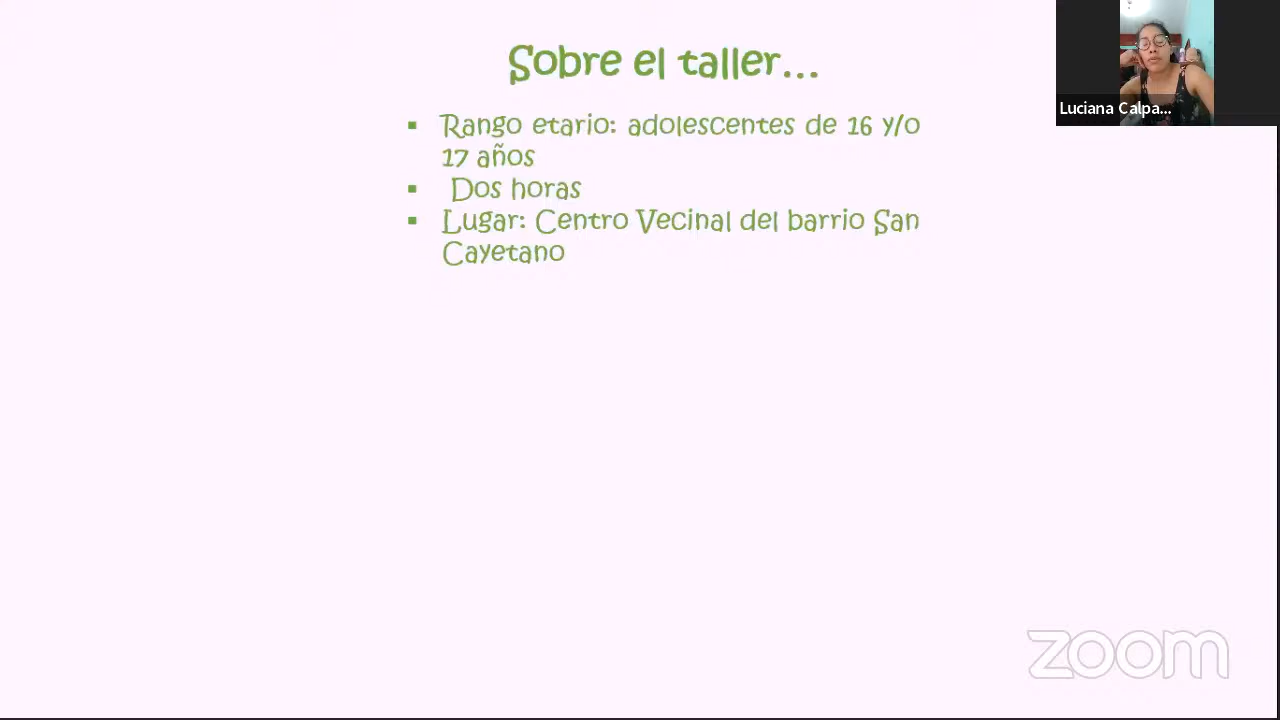 Sobre el taller...
Luciana Calpa...
▪ Rango etario: adolescentes de 16 y/o
17 años
▪ Dos horas
▪ Lugar: Centro Vecinal del barrio San
Cayetano
zoom